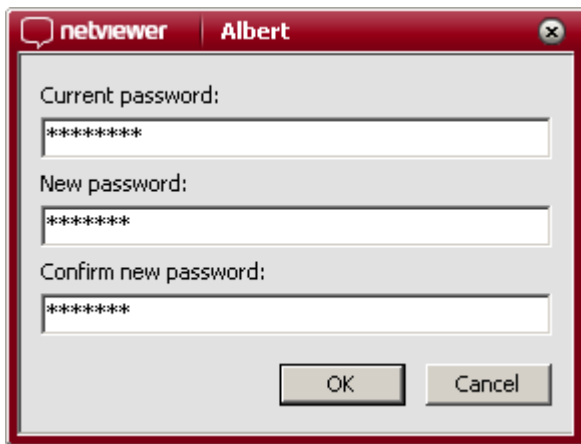 netviewer Albert
Current password:
********
New password:
*******
Confirm new password:
*******
OK Cancel